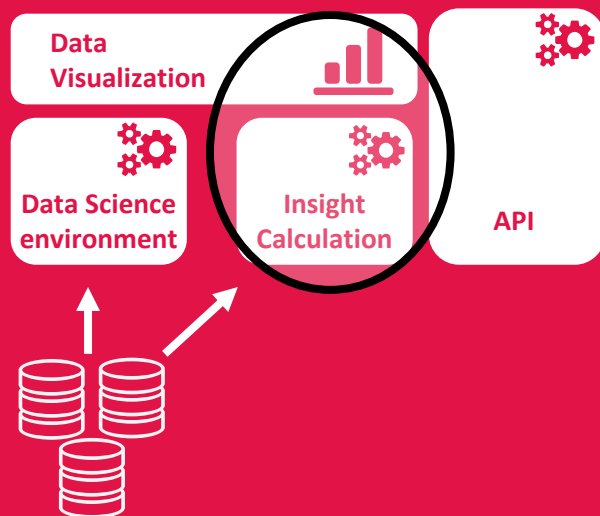 Data
Visualization
Data Science
environment
Insight
Calculation
API